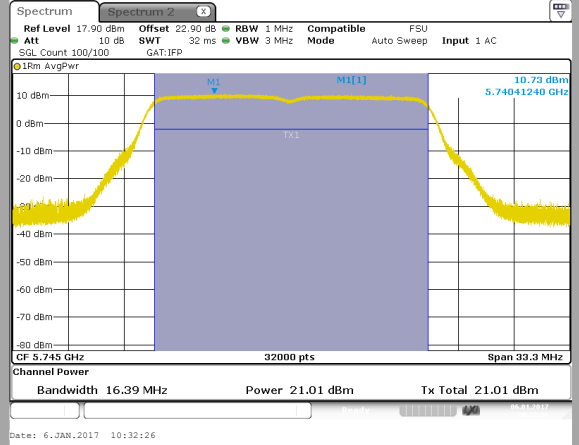 Spectrum
Spectrum 2 X
Ref Level 17.90 dBm Offset 22.90 dB RBW 1 MHz Compatible FSU
Att 10 dB SWT 32 ms VBW 3 MHz Mode Auto Sweep Input 1 AC
SGL Count 100/100 GAT:IFP
1Rm AvgPwr
M1[1] 10.73 dBm
5.74041240 GHz
M1
10 dBm
0 dBm
TX1
-10 dBm
-20 dBm
-30 dBm
-40 dBm
-50 dBm
-60 dBm
-70 dBm
-80 dBm
CF 5.745 GHz 32000 pts Span 33.3 MHz
Channel Power
Bandwidth 16.39 MHz Power 21.01 dBm Tx Total 21.01 dBm
Ready 06.01.2017
Date: 6.JAN.2017 10:32:26